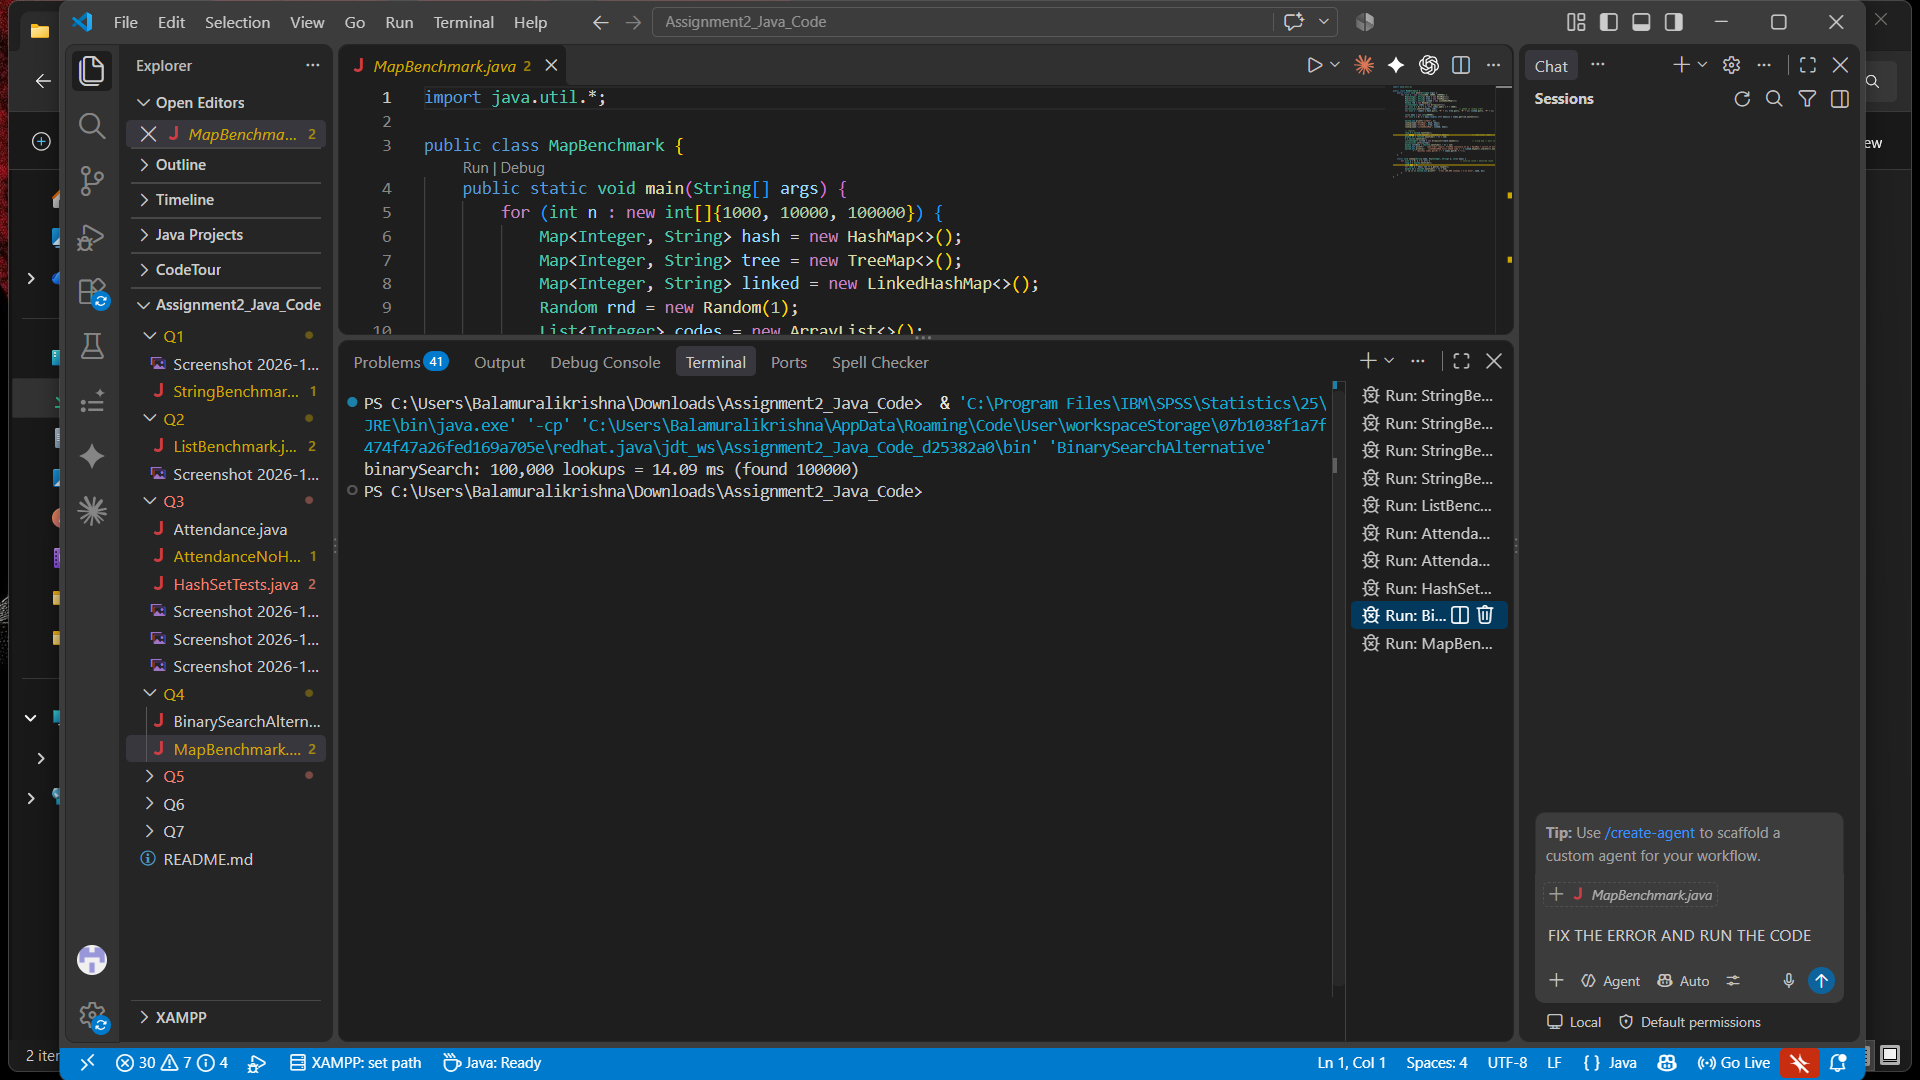 File Edit Selection View Go Run Terminal Help
Assignment2_Java_Code
Explorer
Open Editors
MapBenchma... 2
Outline
Timeline
Java Projects
CodeTour
Assignment2_Java_Code
Q1
Screenshot 2026-1...
StringBenchmar... 1
Q2
ListBenchmark.j... 2
Screenshot 2026-1...
Q3
Attendance.java
AttendanceNoH... 1
HashSetTests.java 2
Screenshot 2026-1...
Screenshot 2026-1...
Screenshot 2026-1...
Q4
BinarySearchAltern...
MapBenchmark.... 2
Q5
Q6
Q7
README.md
XAMPP
MapBenchmark.java 2
1 import java.util.*;
2
3 public class MapBenchmark {
Run | Debug
4 public static void main(String[] args) {
5 for (int n : new int[]{1000, 10000, 100000}) {
6 Map<Integer, String> hash = new HashMap<>();
7 Map<Integer, String> tree = new TreeMap<>();
8 Map<Integer, String> linked = new LinkedHashMap<>();
9 Random rnd = new Random(1);
10 List<Integer> codes = new ArrayList<>();
Problems 41 Output Debug Console Terminal Ports Spell Checker
PS C:\Users\Balamuralikrishna\Downloads\Assignment2_Java_Code> & 'C:\Program Files\IBM\SPSS\Statistics\25\
JRE\bin\java.exe' '-cp' 'C:\Users\Balamuralikrishna\AppData\Roaming\Code\User\workspaceStorage\07b1038f1a7f
474f47a26fed169a705e\redhat.java\jdt_ws\Assignment2_Java_Code_d25382a0\bin' 'BinarySearchAlternative'
binarySearch: 100,000 lookups = 14.09 ms (found 100000)
PS C:\Users\Balamuralikrishna\Downloads\Assignment2_Java_Code>
Run: StringBe...
Run: StringBe...
Run: StringBe...
Run: StringBe...
Run: ListBenc...
Run: Attenda...
Run: Attenda...
Run: HashSet...
Run: Bi...
Run: MapBen...
Chat
Sessions
Tip: Use /create-agent to scaffold a
custom agent for your workflow.
MapBenchmark.java
FIX THE ERROR AND RUN THE CODE
Agent Auto
Local Default permissions
ew
2 iter
30 7 4 XAMPP: set path Java: Ready Ln 1, Col 1 Spaces: 4 UTF-8 LF { } Java Go Live